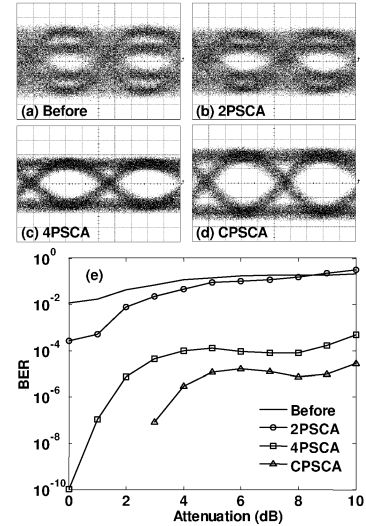 (a) Before
(b) 2PSCA
(c) 4PSCA
(d) CPSCA
(e)
10^0
10^-2
10^-4
10^-6
10^-8
10^-10
BER
Before
2PSCA
4PSCA
CPSCA
0 2 4 6 8 10
Attenuation (dB)